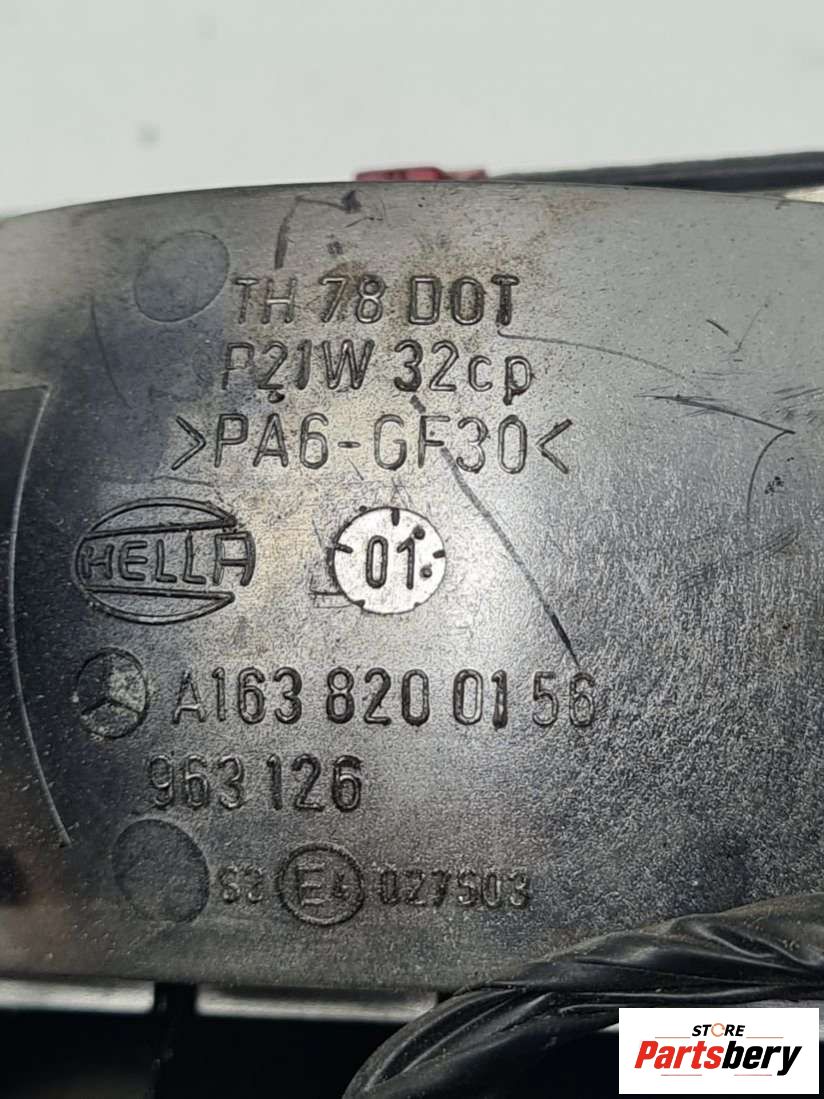 TH 78 DOT
P21W 32cp
>PA6-GF30<
HELLA
01
A163 820 01 56
963 126
S3 E4 027503
STORE
Partsbery